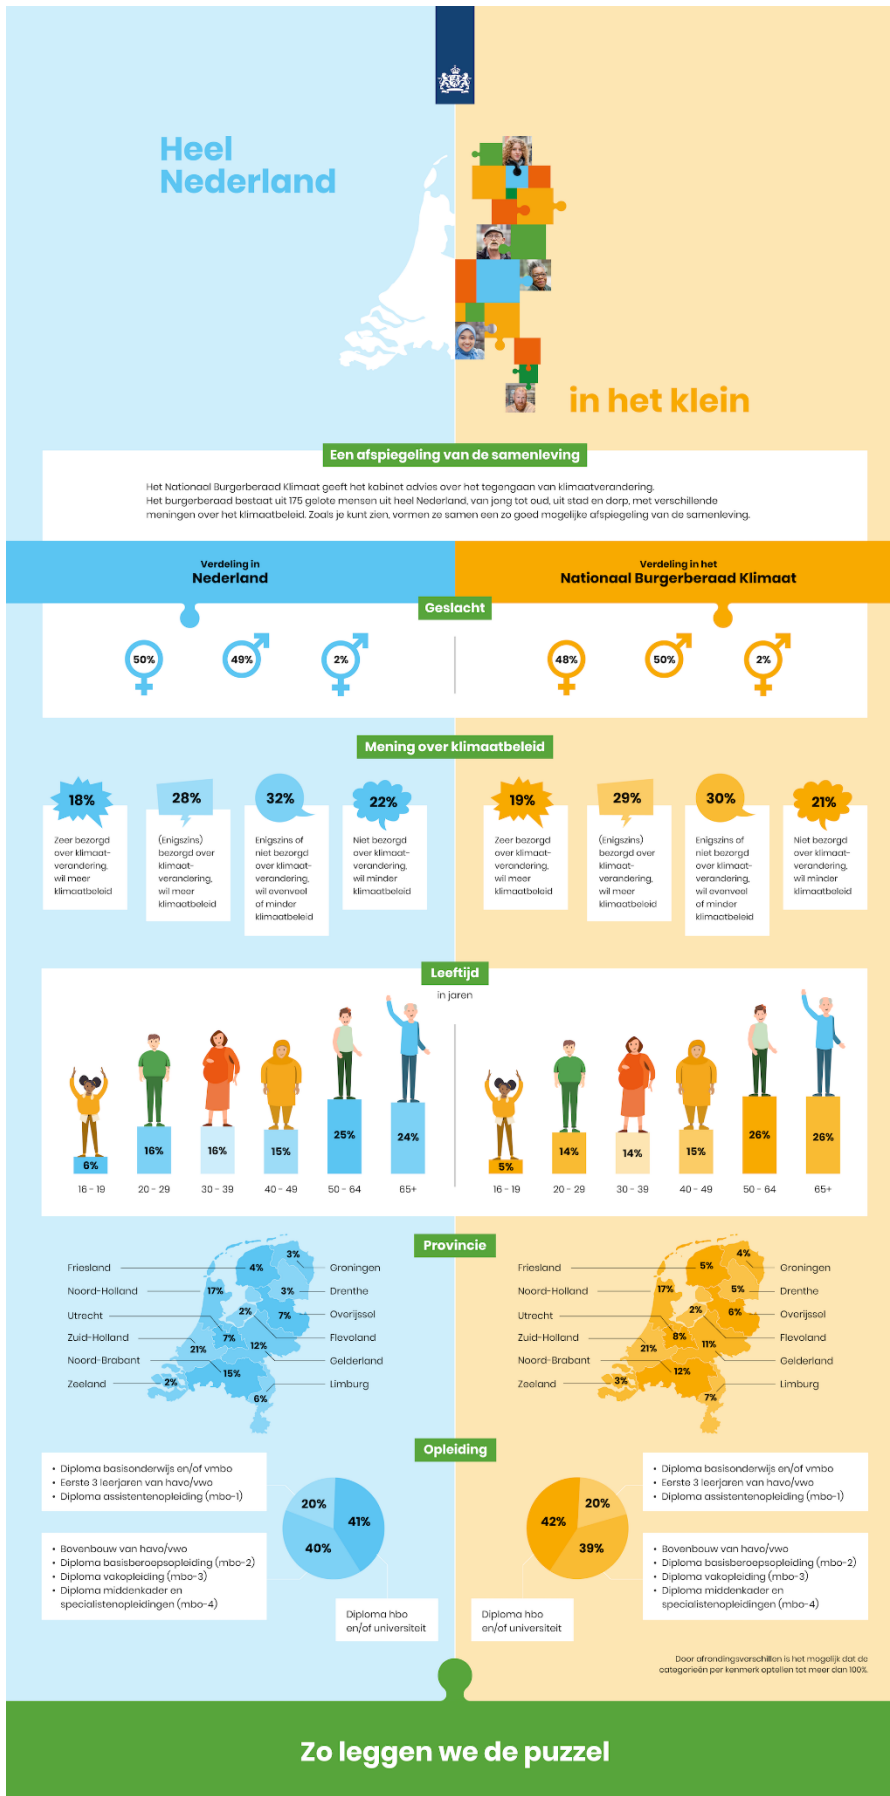 Heel
Nederland
in het klein
Een afspiegeling van de samenleving
Het Nationaal Burgerberaad Klimaat geeft het kabinet advies over het tegengaan van klimaatverandering.
Het burgerberaad bestaat uit 175 gelote mensen uit heel Nederland, van jong tot oud, uit stad en dorp, met verschillende
meningen over het klimaatbeleid. Zoals je kunt zien, vormen ze samen een zo goed mogelijke afspiegeling van de samenleving.
Verdeling in
Nederland
Verdeling in het
Nationaal Burgerberaad Klimaat
Geslacht
50%
49%
2%
48%
50%
2%
Mening over klimaatbeleid
18%
Zeer bezorgd
over klimaat-
verandering,
wil meer
klimaatbeleid
28%
(Enigszins)
bezorgd over
klimaat-
verandering,
wil meer
klimaatbeleid
32%
Enigszins of
niet bezorgd
over klimaat-
verandering,
wil evenveel
of minder
klimaatbeleid
22%
Niet bezorgd
over klimaat-
verandering,
wil minder
klimaatbeleid
19%
Zeer bezorgd
over klimaat-
verandering,
wil meer
klimaatbeleid
29%
(Enigszins)
bezorgd over
klimaat-
verandering,
wil meer
klimaatbeleid
30%
Enigszins of
niet bezorgd
over klimaat-
verandering,
wil evenveel
of minder
klimaatbeleid
21%
Niet bezorgd
over klimaat-
verandering,
wil minder
klimaatbeleid
Leeftijd
in jaren
6%
16%
16%
15%
25%
24%
16 - 19
20 - 29
30 - 39
40 - 49
50 - 64
65+
5%
14%
14%
15%
26%
26%
16 - 19
20 - 29
30 - 39
40 - 49
50 - 64
65+
Provincie
Friesland
Noord-Holland
Utrecht
Zuid-Holland
Noord-Brabant
Zeeland
3%
4%
17%
3%
2%
7%
7%
12%
21%
15%
2%
6%
Groningen
Drenthe
Overijssel
Flevoland
Gelderland
Limburg
Friesland
Noord-Holland
Utrecht
Zuid-Holland
Noord-Brabant
Zeeland
4%
5%
17%
5%
2%
6%
8%
11%
21%
12%
3%
7%
Groningen
Drenthe
Overijssel
Flevoland
Gelderland
Limburg
Opleiding
• Diploma basisonderwijs en/of vmbo
• Eerste 3 leerjaren van havo/vwo
• Diploma assistentenopleiding (mbo-1)
• Bovenbouw van havo/vwo
• Diploma basisberoepsopleiding (mbo-2)
• Diploma vakopleiding (mbo-3)
• Diploma middenkader en
specialistenopleidingen (mbo-4)
20%
41%
40%
Diploma hbo
en/of universiteit
42%
20%
39%
Diploma hbo
en/of universiteit
• Diploma basisonderwijs en/of vmbo
• Eerste 3 leerjaren van havo/vwo
• Diploma assistentenopleiding (mbo-1)
• Bovenbouw van havo/vwo
• Diploma basisberoepsopleiding (mbo-2)
• Diploma vakopleiding (mbo-3)
• Diploma middenkader en
specialistenopleidingen (mbo-4)
Door afrondingsverschillen is het mogelijk dat de
categorieën per kenmerk optellen tot meer dan 100%.
Zo leggen we de puzzel